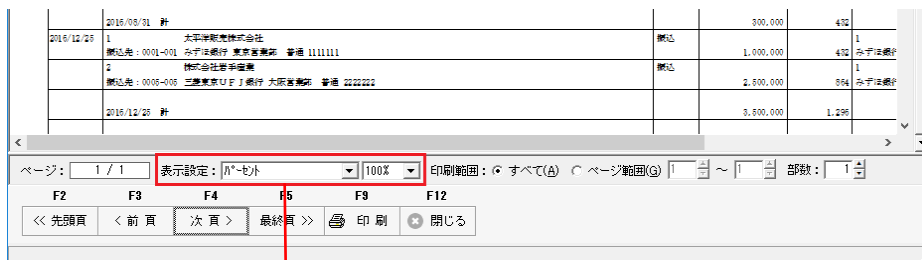 2016/08/31 計 300,000 432
2016/12/25 1 太平洋販売株式会社 振込 1
振込先：0001-001 みずほ銀行 東京営業部 普通 1111111 1,000,000 432 みずほ銀行
2 株式会社岩手産業 振込 1
振込先：0005-005 三菱東京ＵＦＪ銀行 大阪営業部 普通 2222222 2,500,000 864 みずほ銀行
2016/12/25 計 3,500,000 1,296
ページ： 1 / 1 表示設定： ﾊﾟｰｾﾝﾄ 100% 印刷範囲： すべて(A) ページ範囲(G) 1 ～ 1 部数： 1
F2 F3 F4 F5 F9 F12
<< 先頭頁 < 前 頁 次 頁 > 最終頁 >> 印 刷 閉じる